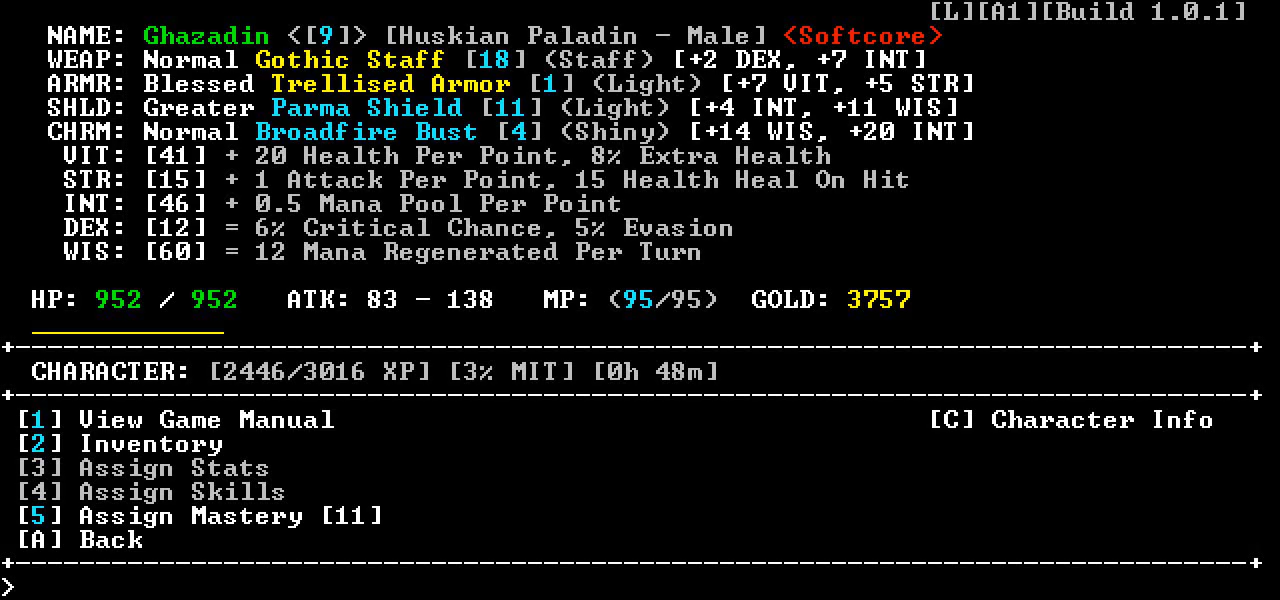 [L][A1][Build 1.0.1]
NAME: Ghazadin <[9]> [Huskian Paladin - Male] <Softcore>
WEAP: Normal Gothic Staff [18] (Staff) [+2 DEX, +7 INT]
ARMR: Blessed Trellised Armor [1] (Light) [+7 VIT, +5 STR]
SHLD: Greater Parma Shield [11] (Light) [+4 INT, +11 WIS]
CHRM: Normal Broadfire Bust [4] (Shiny) [+14 WIS, +20 INT]
VIT: [41] + 20 Health Per Point, 8% Extra Health
STR: [15] + 1 Attack Per Point, 15 Health Heal On Hit
INT: [46] + 0.5 Mana Pool Per Point
DEX: [12] = 6% Critical Chance, 5% Evasion
WIS: [60] = 12 Mana Regenerated Per Turn
HP: 952 / 952 ATK: 83 - 138 MP: (95/95) GOLD: 3757
CHARACTER: [2446/3016 XP] [3% MIT] [0h 48m]
[1] View Game Manual [C] Character Info
[2] Inventory
[3] Assign Stats
[4] Assign Skills
[5] Assign Mastery [11]
[A] Back
>